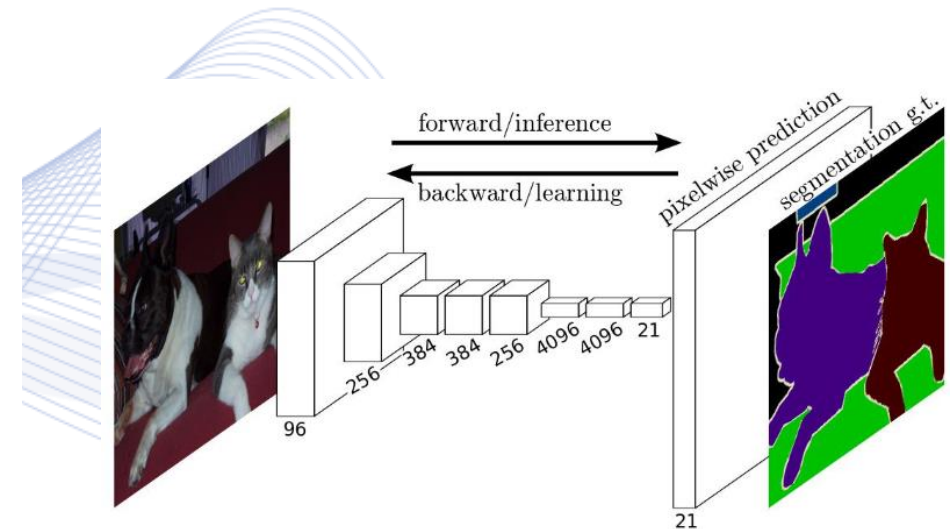 forward/inference
backward/learning
pixelwise prediction
segmentation g.t.
96
256
384
384
256
4096
4096
21
21